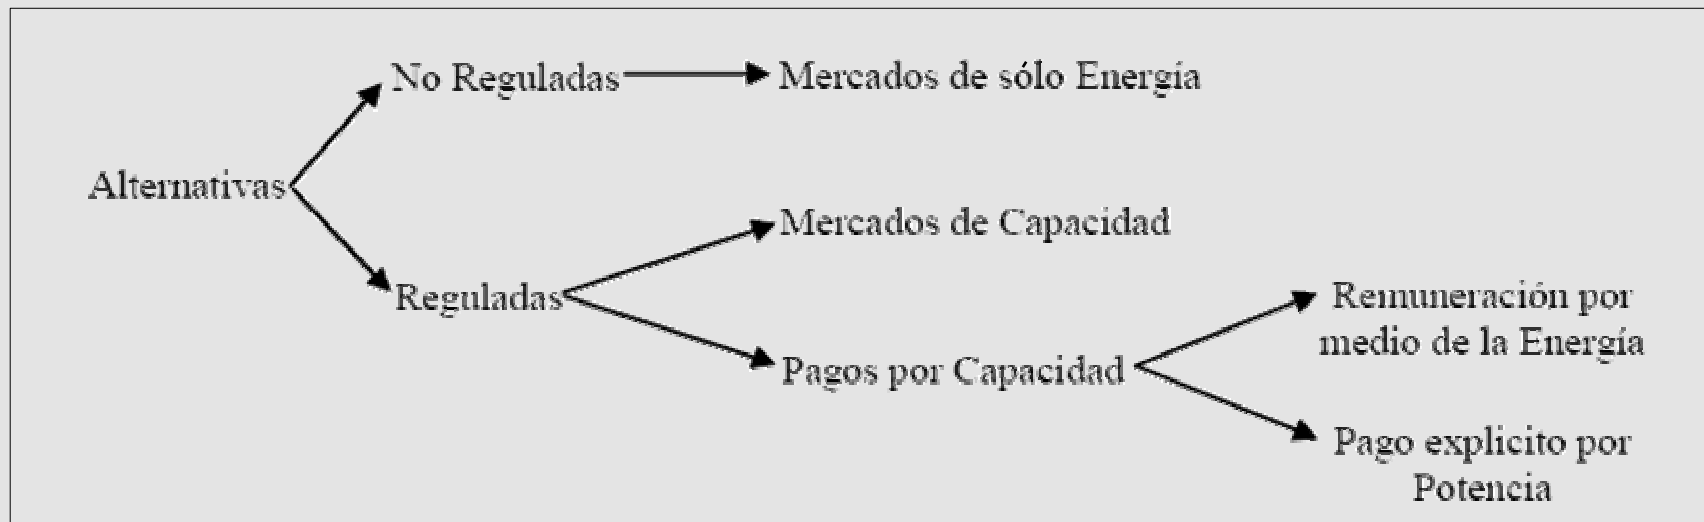 No Reguladas
Mercados de sólo Energía
Alternativas
Mercados de Capacidad
Reguladas
Remuneración por
medio de la Energía
Pagos por Capacidad
Pago explicito por
Potencia